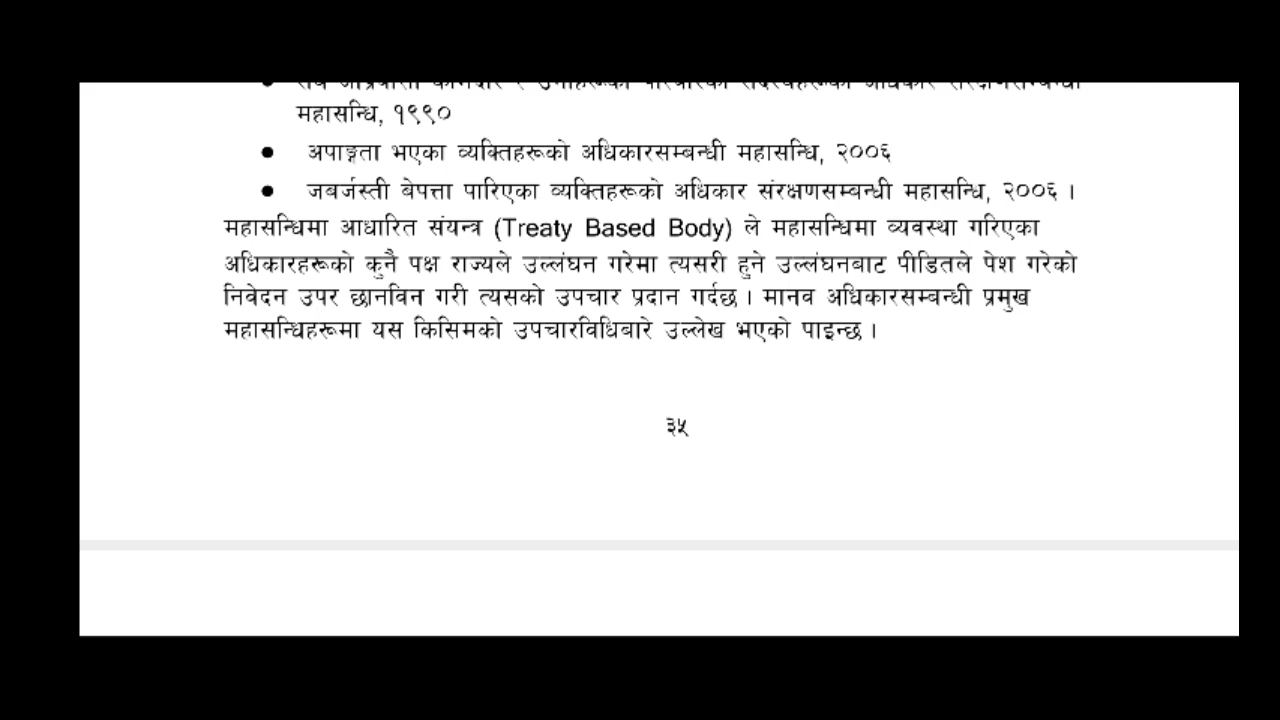 महासन्धि, १९९०
● अपाङ्गता भएका व्यक्तिहरूको अधिकारसम्बन्धी महासन्धि, २००६
● जबर्जस्ती बेपत्ता पारिएका व्यक्तिहरूको अधिकार संरक्षणसम्बन्धी महासन्धि, २००६ ।
महासन्धिमा आधारित संयन्त्र (Treaty Based Body) ले महासन्धिमा व्यवस्था गरिएका
अधिकारहरूको कुनै पक्ष राज्यले उल्लंघन गरेमा त्यसरी हुने उल्लंघनबाट पीडितले पेश गरेको
निवेदन उपर छानविन गरी त्यसको उपचार प्रदान गर्दछ । मानव अधिकारसम्बन्धी प्रमुख
महासन्धिहरूमा यस किसिमको उपचारविधिबारे उल्लेख भएको पाइन्छ ।
३५